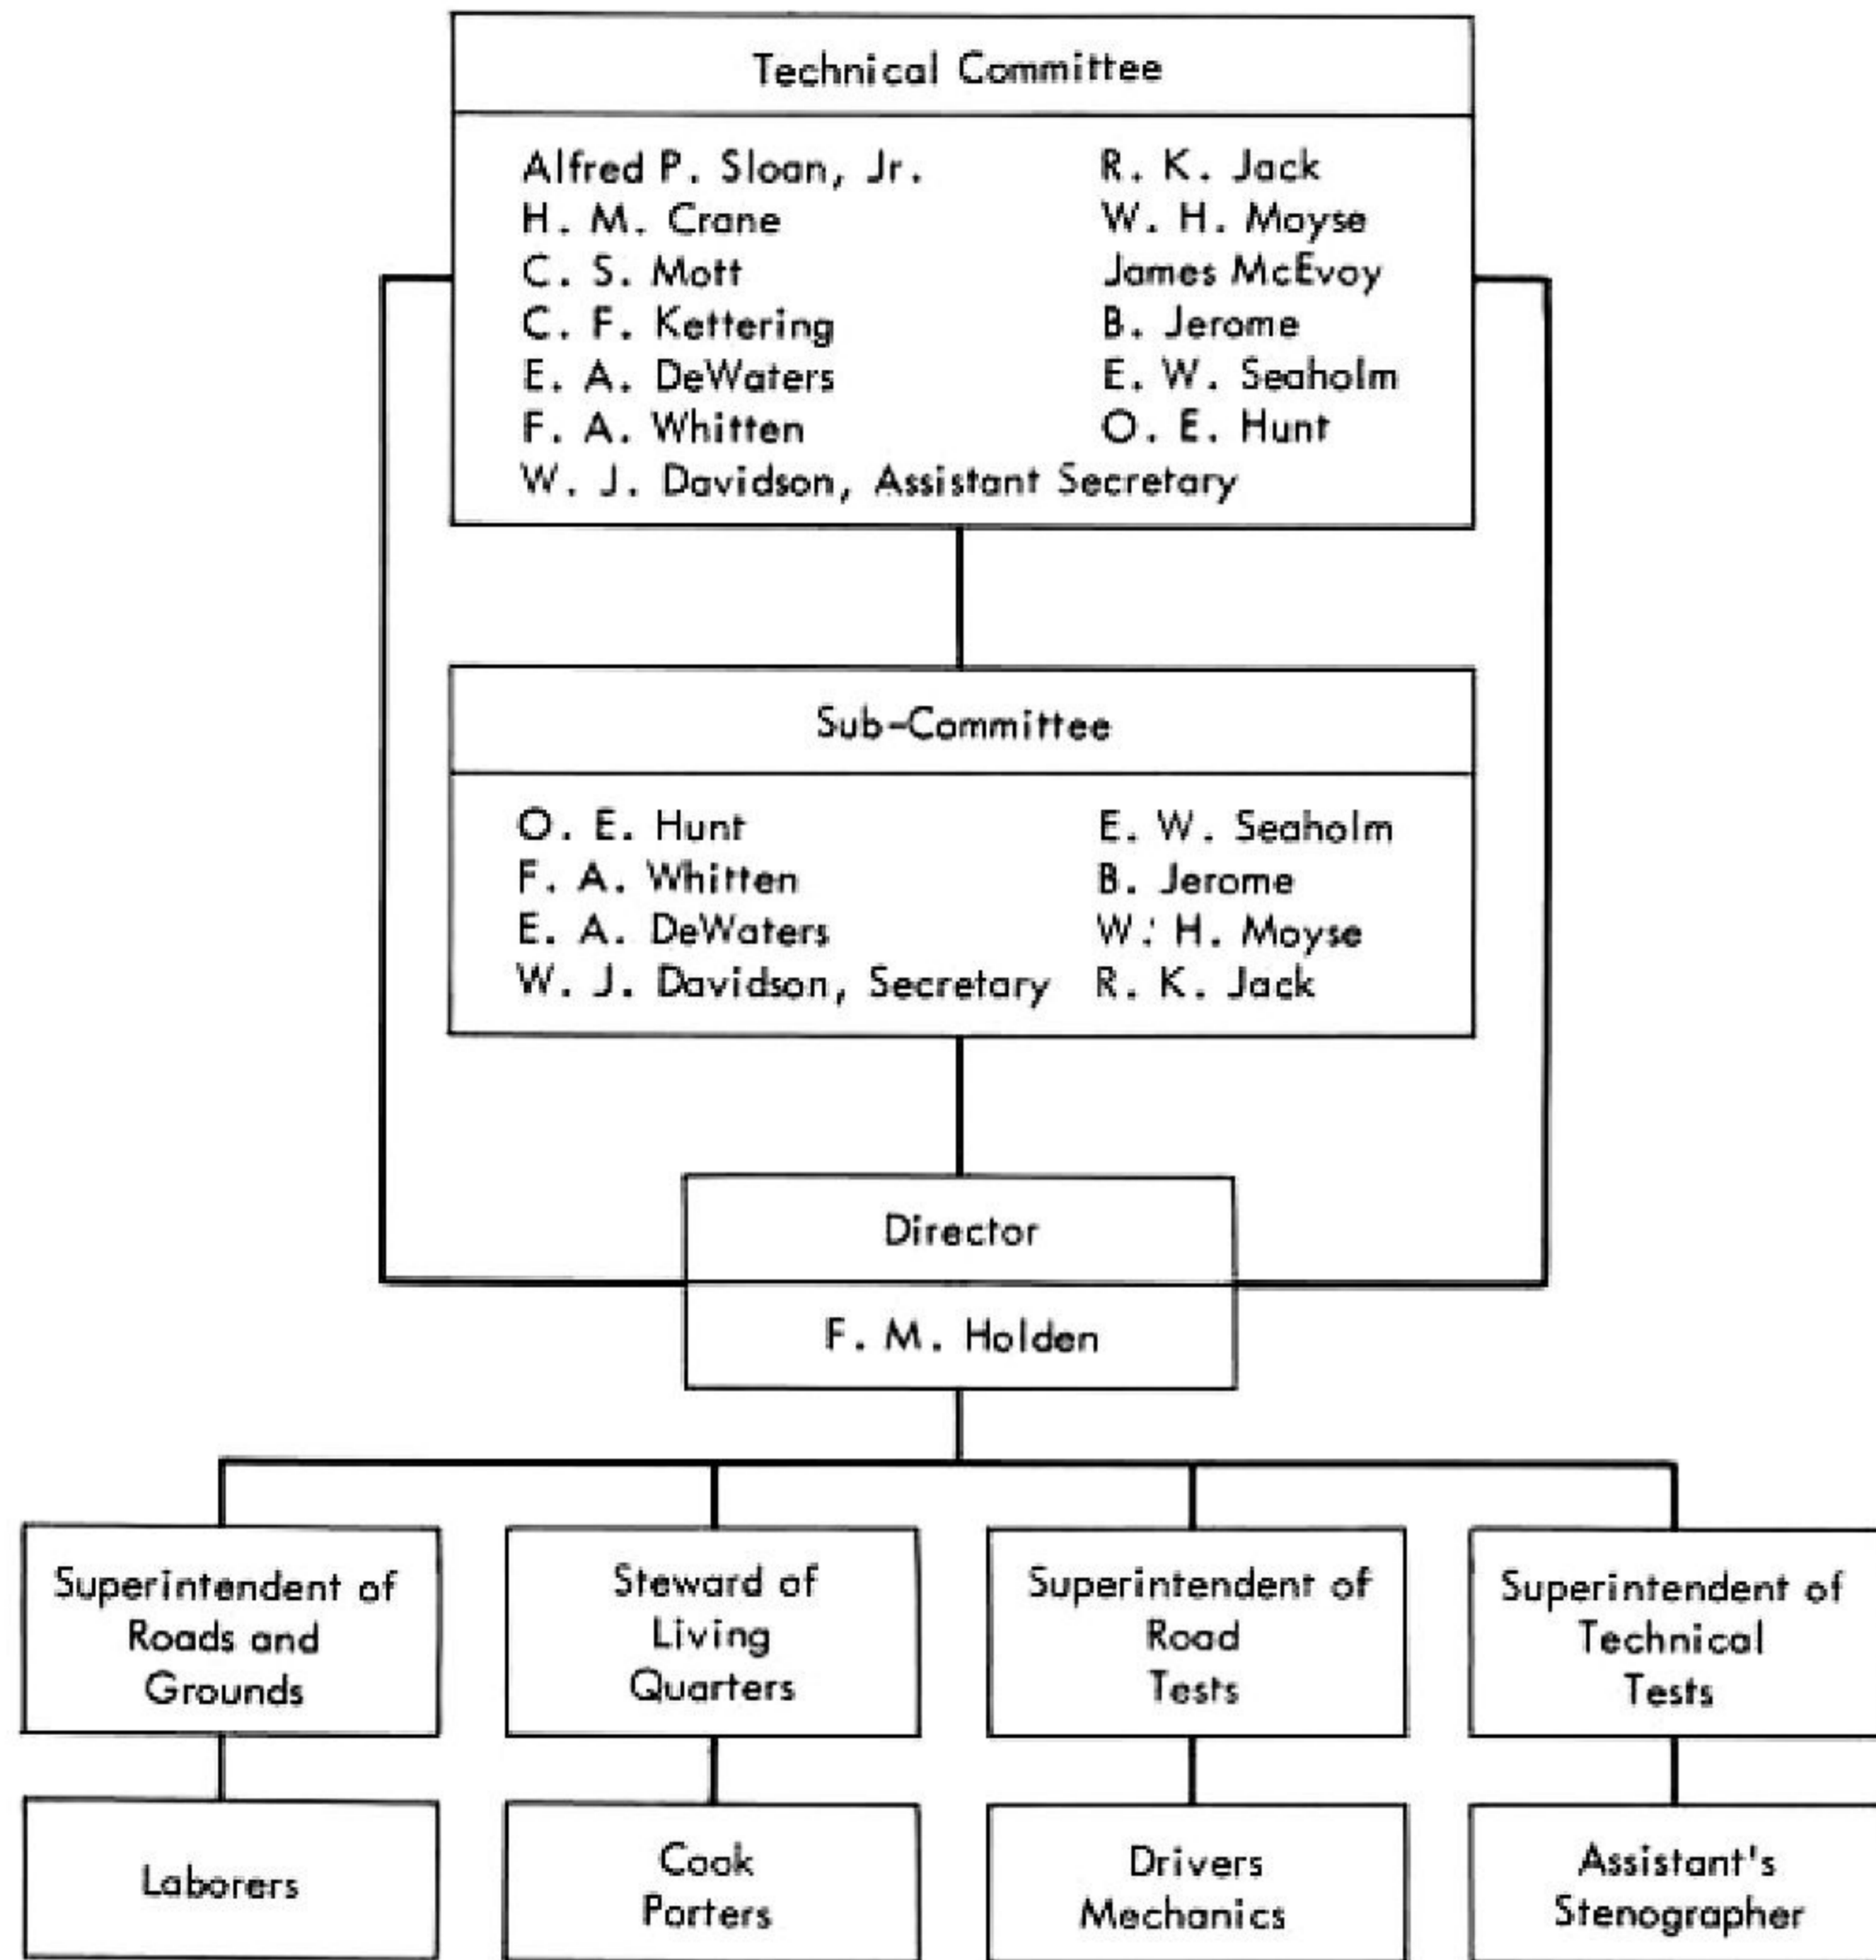 Technical Committee
Alfred P. Sloan, Jr.
H. M. Crane
C. S. Mott
C. F. Kettering
E. A. DeWaters
F. A. Whitten
W. J. Davidson, Assistant Secretary
R. K. Jack
W. H. Moyse
James McEvoy
B. Jerome
E. W. Seaholm
O. E. Hunt
Sub-Committee
O. E. Hunt
F. A. Whitten
E. A. DeWaters
W. J. Davidson, Secretary
E. W. Seaholm
B. Jerome
W. H. Moyse
R. K. Jack
Director
F. M. Holden
Superintendent of
Roads and
Grounds
Steward of
Living
Quarters
Superintendent of
Road
Tests
Superintendent of
Technical
Tests
Laborers
Cook
Porters
Drivers
Mechanics
Assistant's
Stenographer